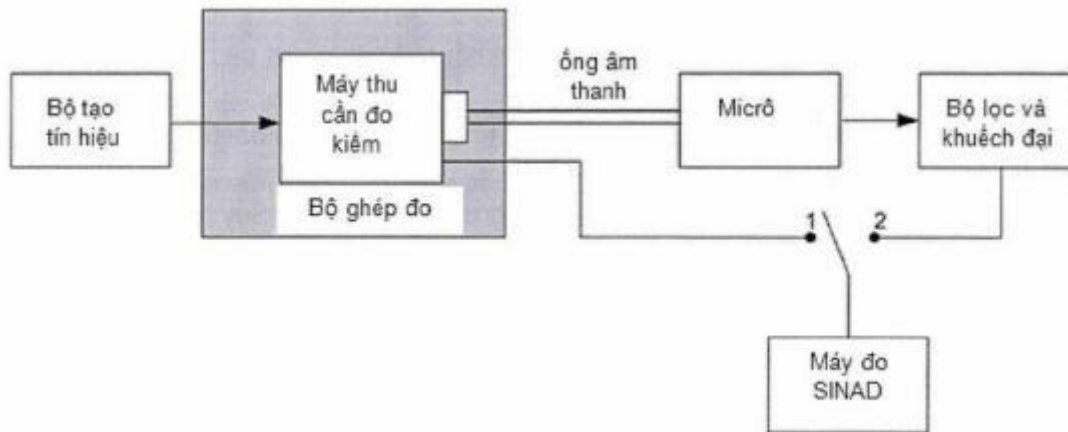 Bộ tạo
tín hiệu
Máy thu
cần đo
kiểm
Bộ ghép đo
ống âm
thanh
Micrô
Bộ lọc và
khuếch đại
1
2
Máy đo
SINAD